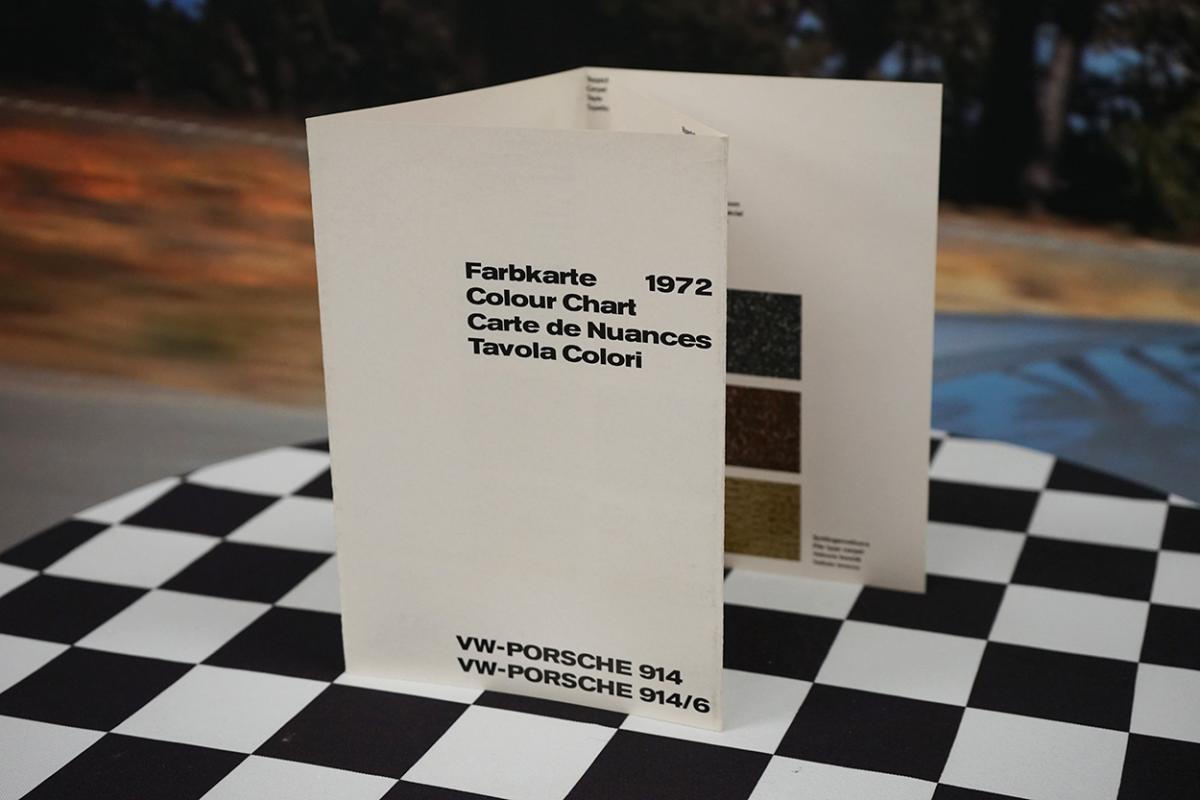 Farbkarte 1972
Colour Chart
Carte de Nuances
Tavola Colori
VW-PORSCHE 914
VW-PORSCHE 914/6